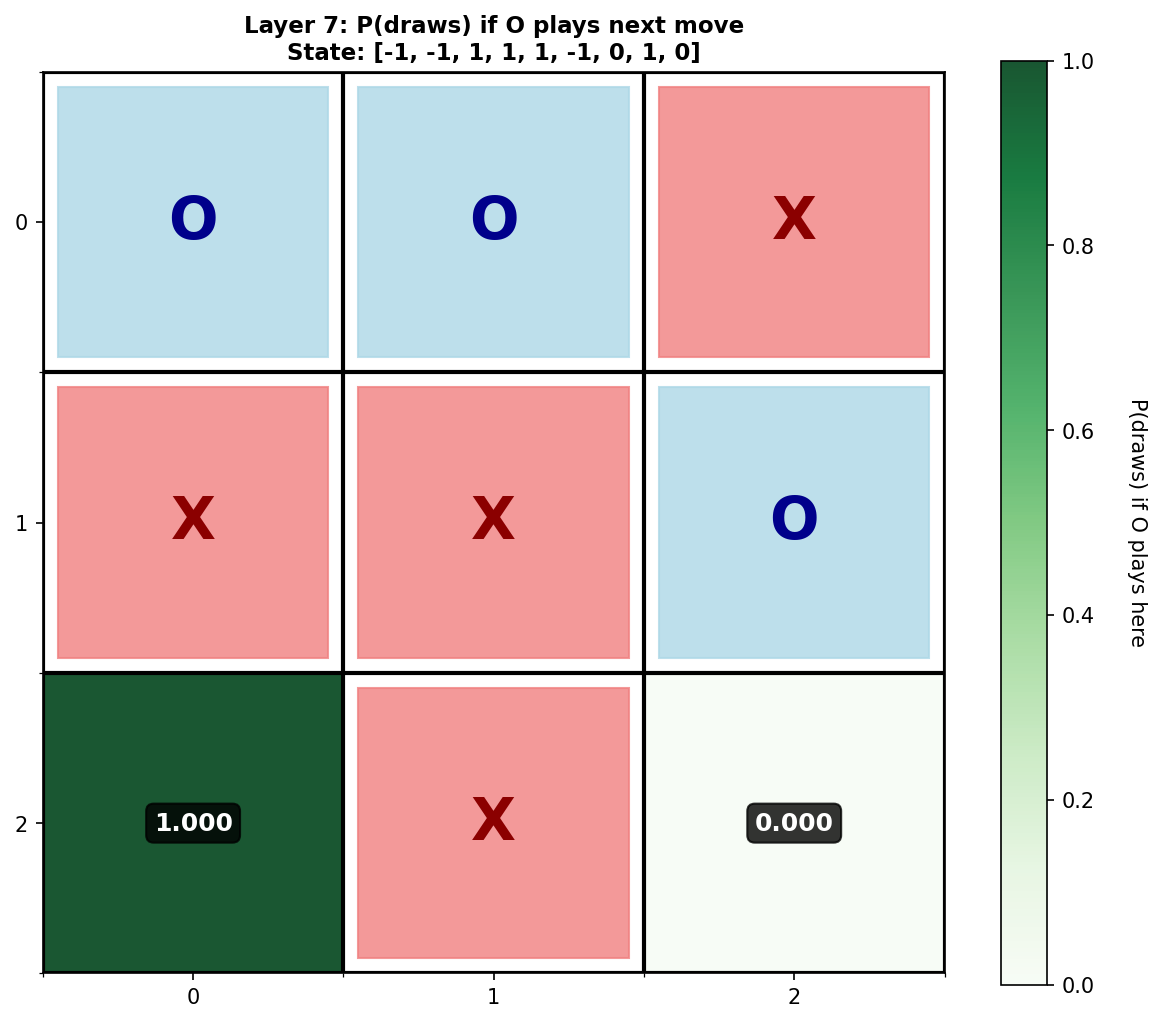 Layer 7: P(draws) if O plays next move
State: [-1, -1, 1, 1, 1, -1, 0, 1, 0]
0
O
O
X
1
X
X
O
2
1.000
X
0.000
0
1
2
1.0
0.8
0.6
0.4
0.2
0.0
P(draws) if O plays here